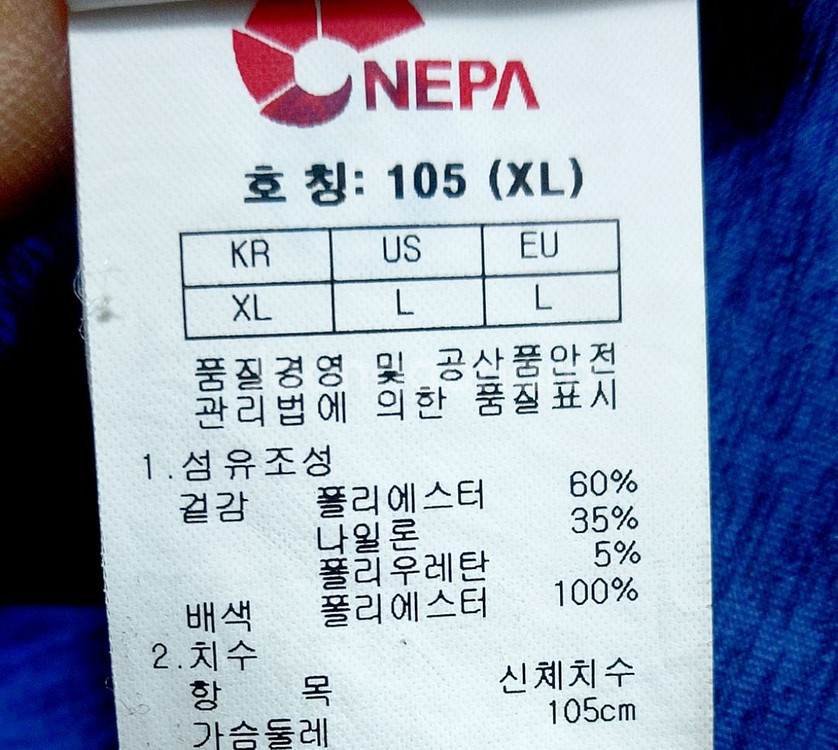 NEPA
호 칭: 105 (XL)
KR US EU
XL L L
품질경영 및 공산품안전
관리법에 의한 품질표시
1.섬유조성
겉감 폴리에스터 60%
나일론 35%
폴리우레탄 5%
배색 폴리에스터 100%
2.치수
항 목 신체치수
가슴둘레 105cm